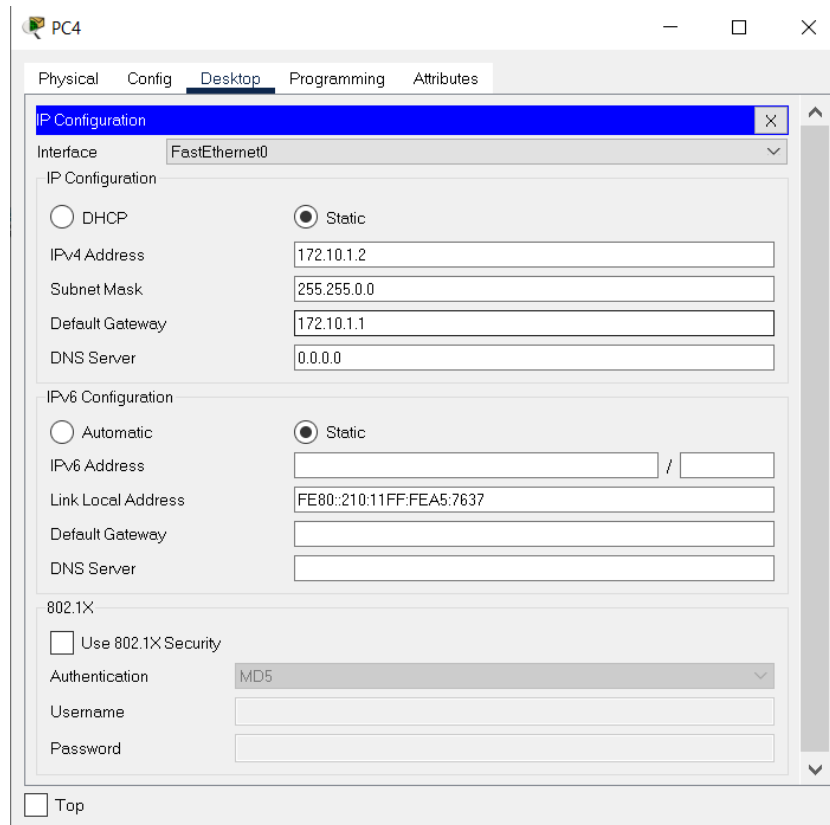 PC4
Physical Config Desktop Programming Attributes
IP Configuration X
Interface FastEthernet0
IP Configuration
DHCP Static
IPv4 Address 172.10.1.2
Subnet Mask 255.255.0.0
Default Gateway 172.10.1.1
DNS Server 0.0.0.0
IPv6 Configuration
Automatic Static
IPv6 Address /
Link Local Address FE80::210:11FF:FEA5:7637
Default Gateway
DNS Server
802.1X
Use 802.1X Security
Authentication MD5
Username
Password
Top